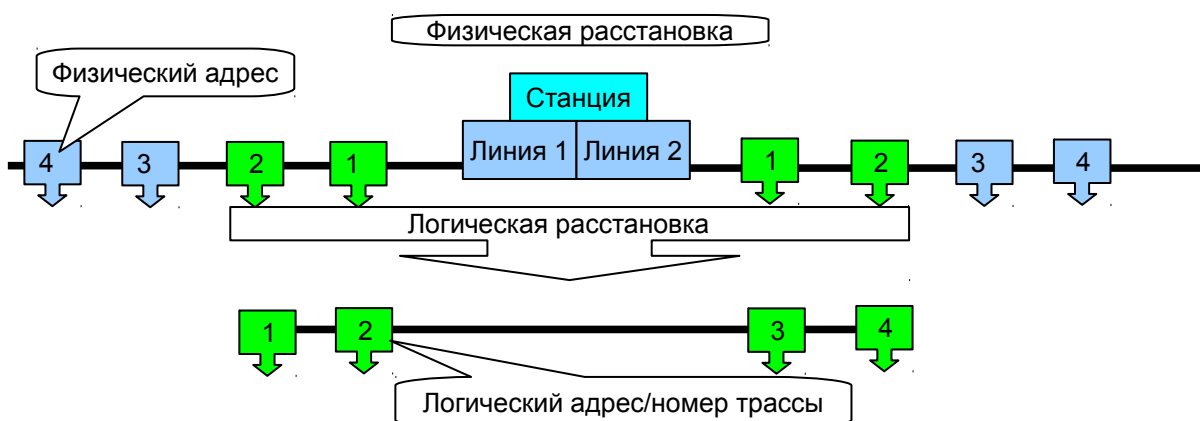 Физическая расстановка
Физический адрес
Станция
4 3 2 1 Линия 1 Линия 2 1 2 3 4
Логическая расстановка
1 2 3 4
Логический адрес/номер трассы